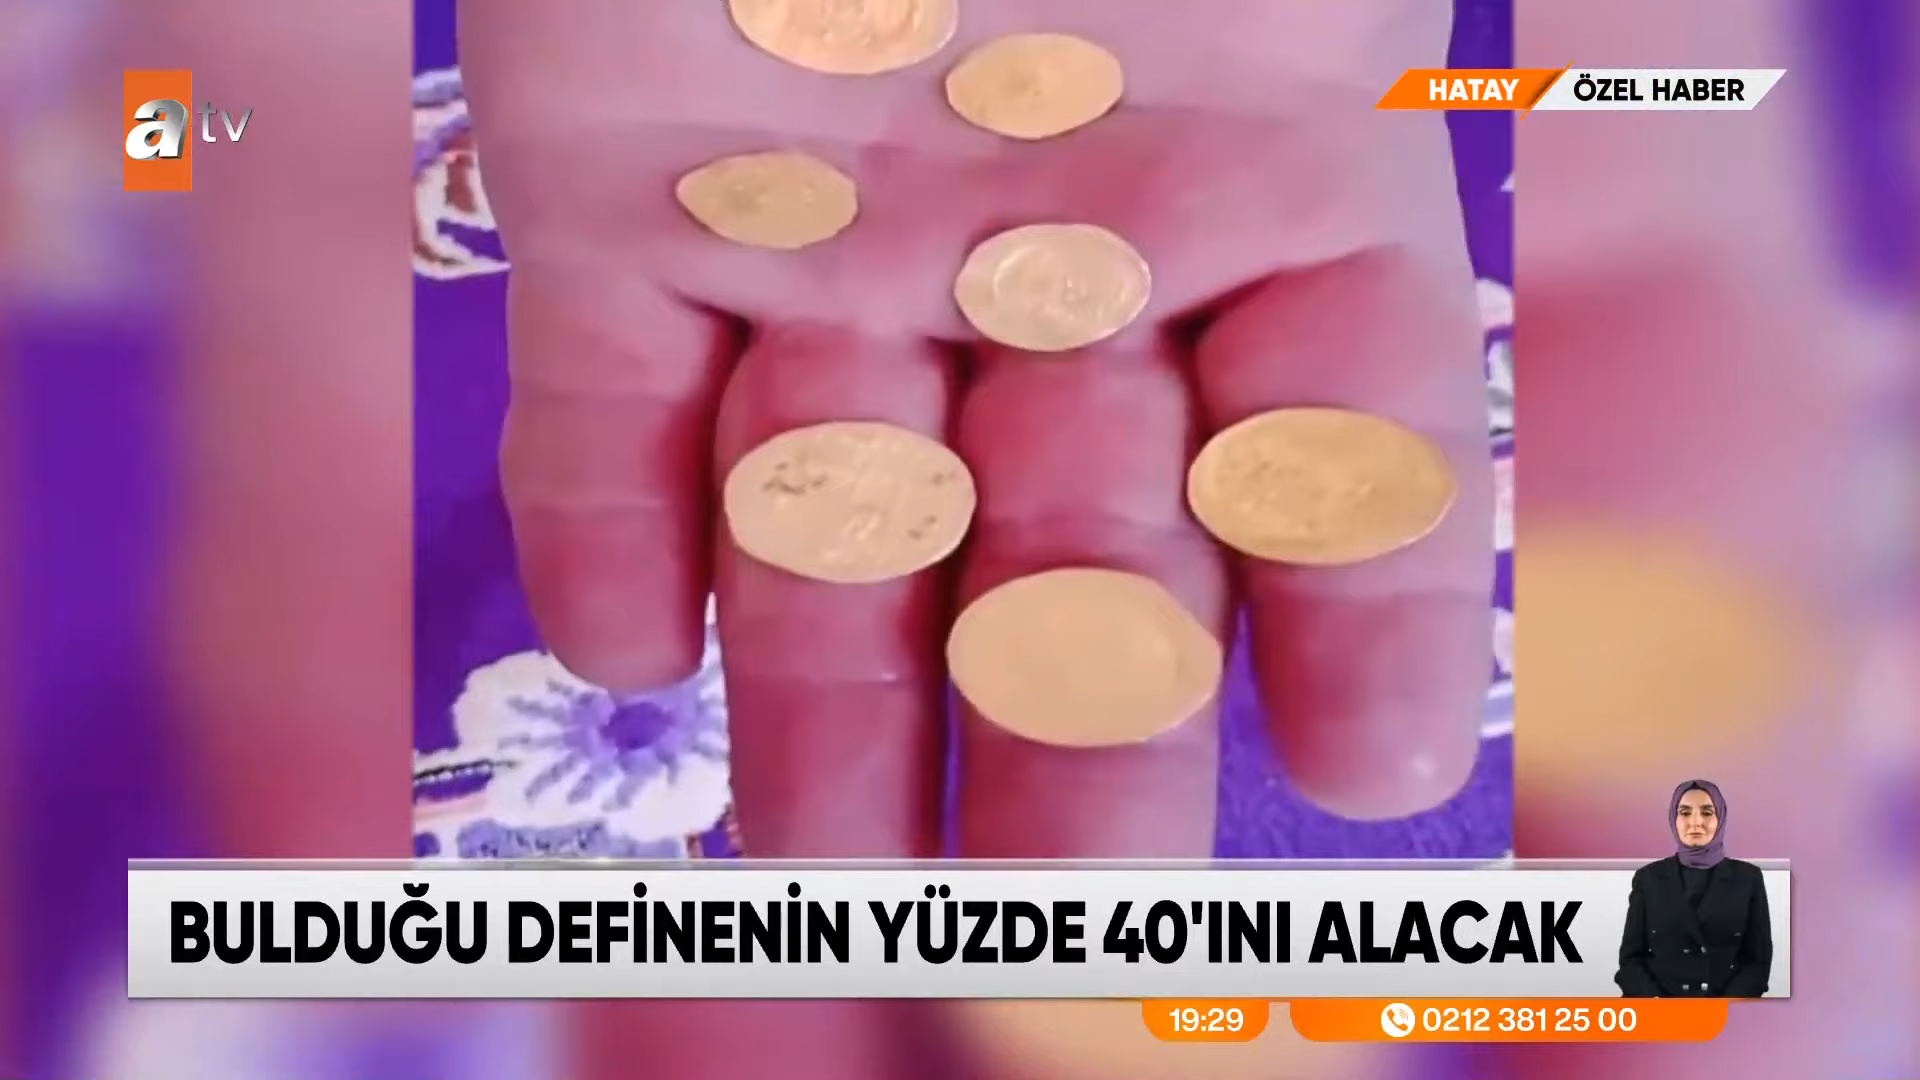 atv
HATAY ÖZEL HABER
BULDUĞU DEFİNENİN YÜZDE 40'INI ALACAK
19:29 0212 381 25 00